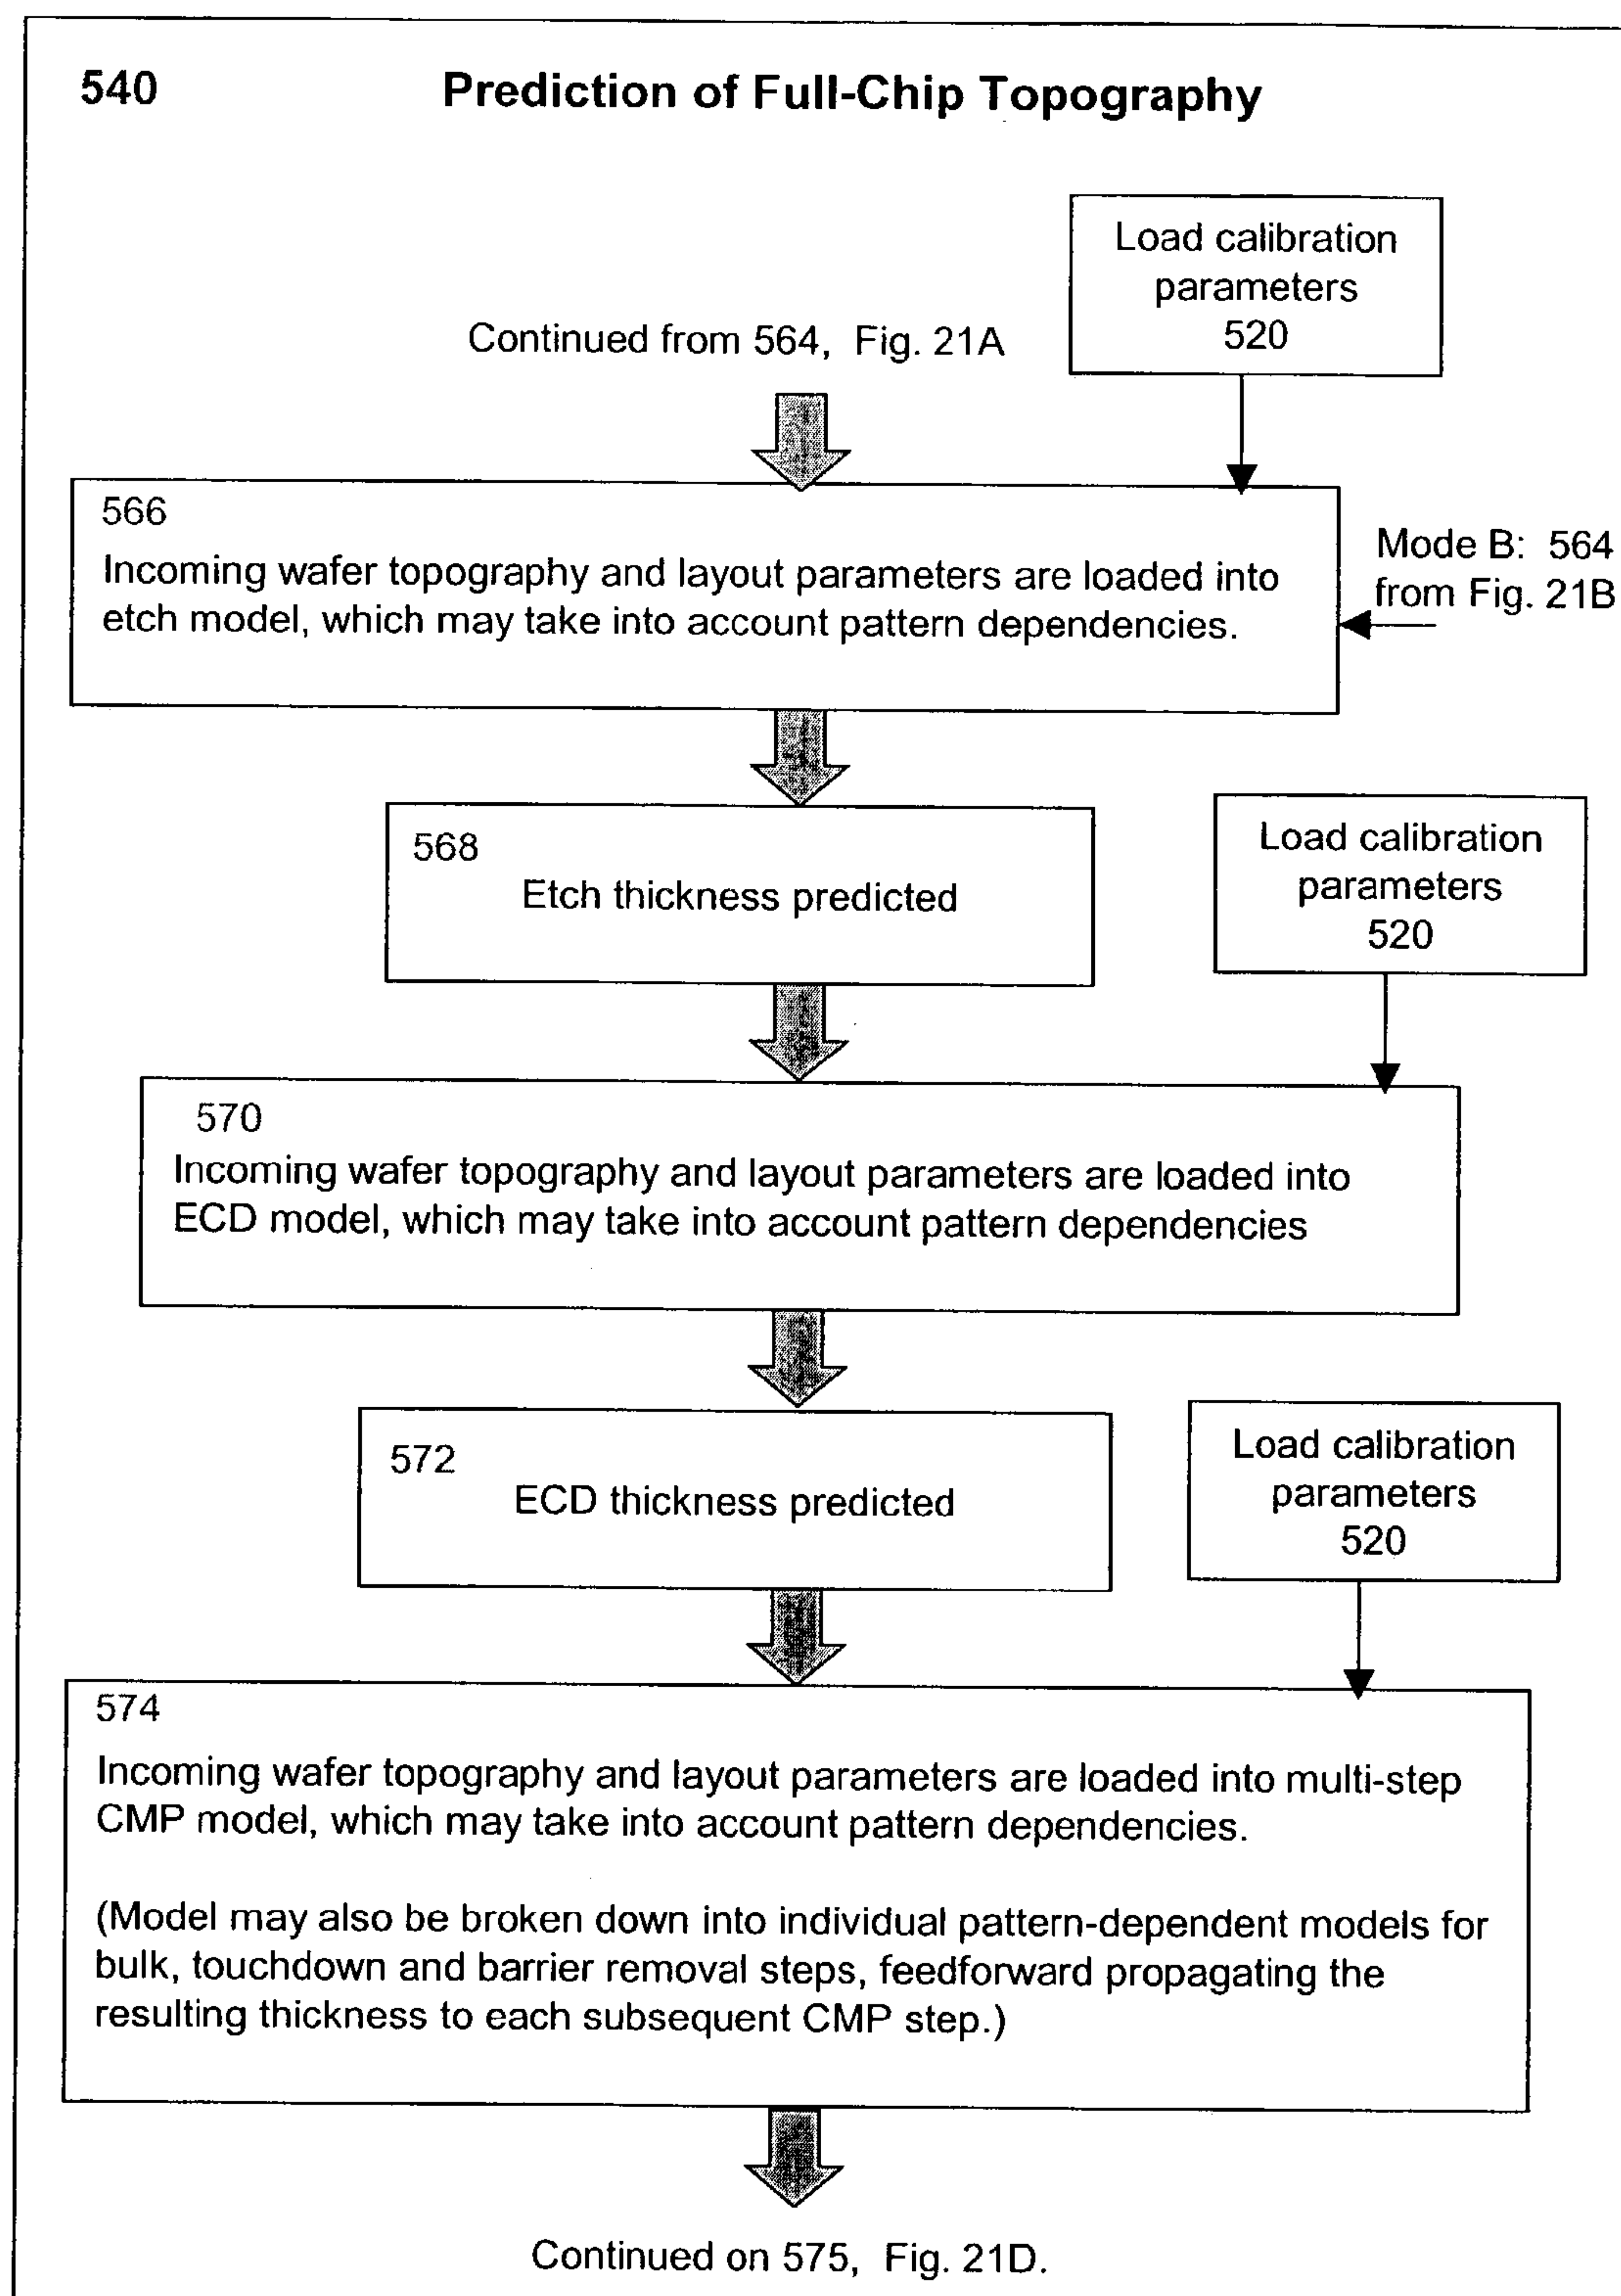 540
Prediction of Full-Chip Topography
Load calibration
parameters
520
Continued from 564, Fig. 21A
566
Incoming wafer topography and layout parameters are loaded into
etch model, which may take into account pattern dependencies.
Mode B: 564
from Fig. 21B
568
Etch thickness predicted
Load calibration
parameters
520
570
Incoming wafer topography and layout parameters are loaded into
ECD model, which may take into account pattern dependencies
572
ECD thickness predicted
Load calibration
parameters
520
574
Incoming wafer topography and layout parameters are loaded into multi-step
CMP model, which may take into account pattern dependencies.
(Model may also be broken down into individual pattern-dependent models for
bulk, touchdown and barrier removal steps, feedforward propagating the
resulting thickness to each subsequent CMP step.)
Continued on 575, Fig. 21D.